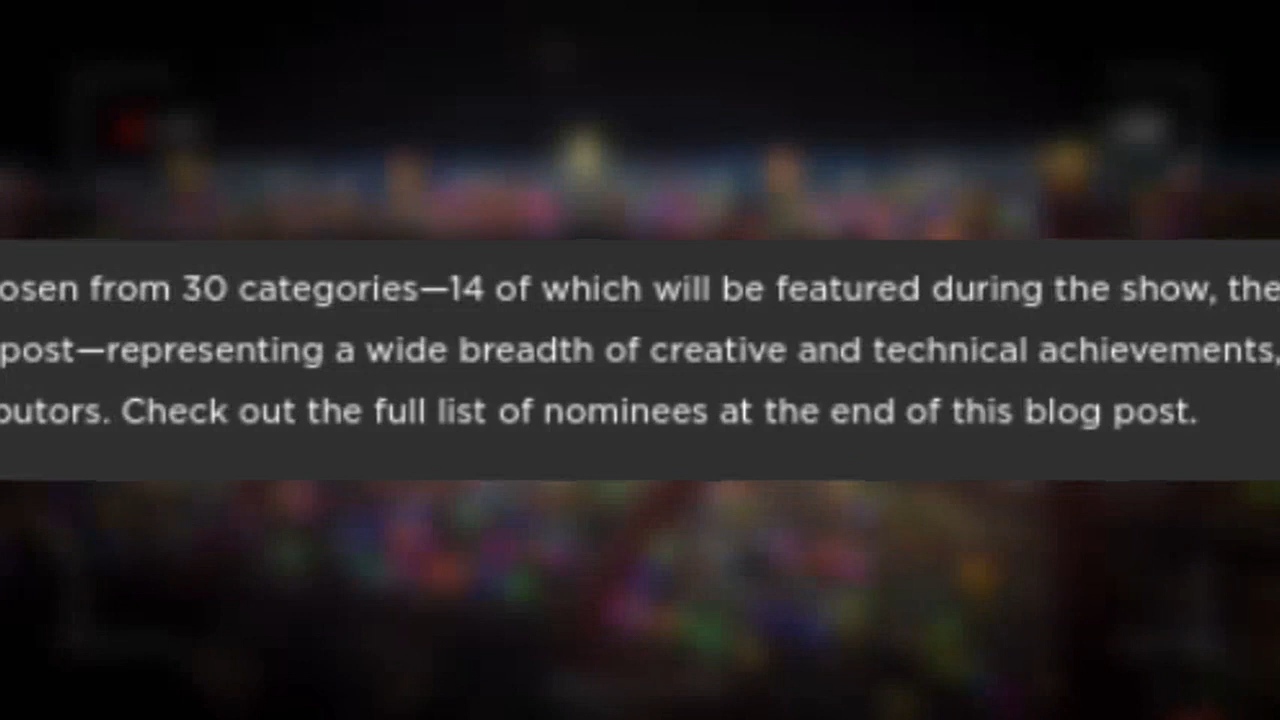 osen from 30 categories—14 of which will be featured during the show, the
post—representing a wide breadth of creative and technical achievements,
butors. Check out the full list of nominees at the end of this blog post.